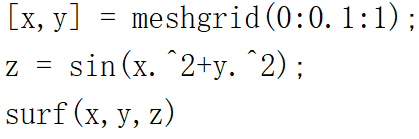 [x,y] = meshgrid(0:0.1:1);
z = sin(x.^2+y.^2);
surf(x,y,z)